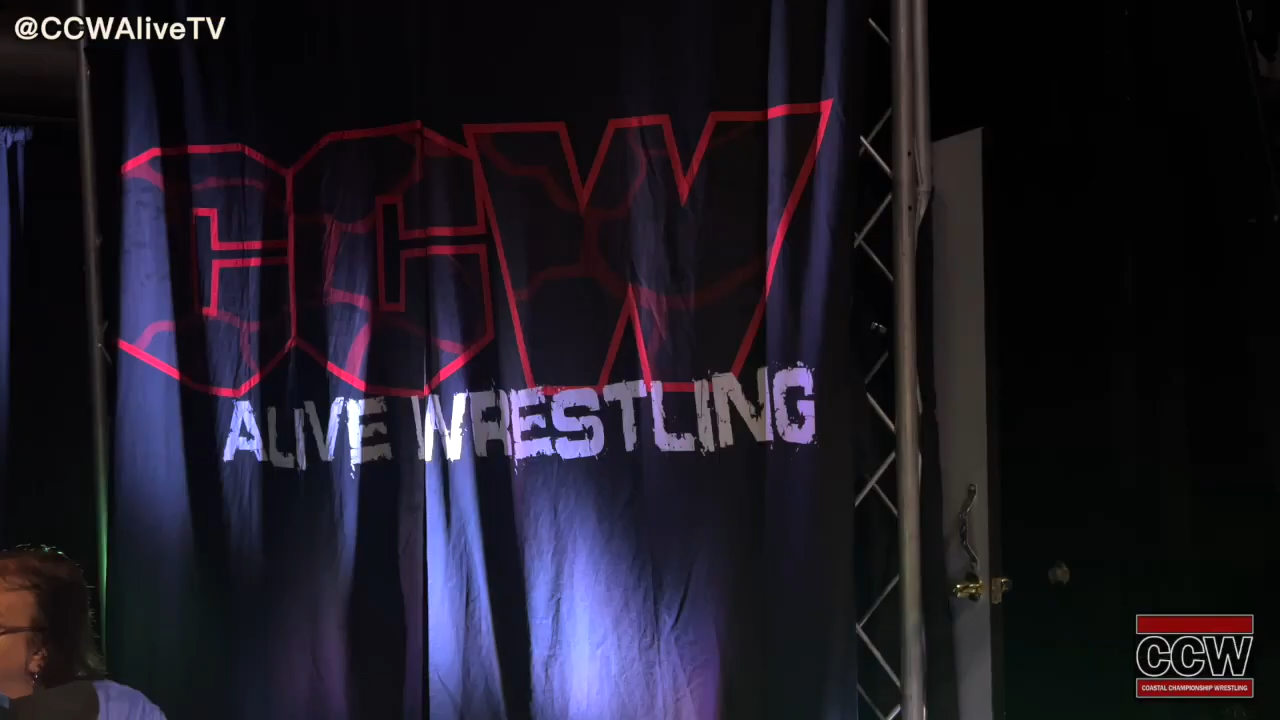 @CCWAliveTV
CCW
ALIVE WRESTLING
CCW
COASTAL CHAMPIONSHIP WRESTLING